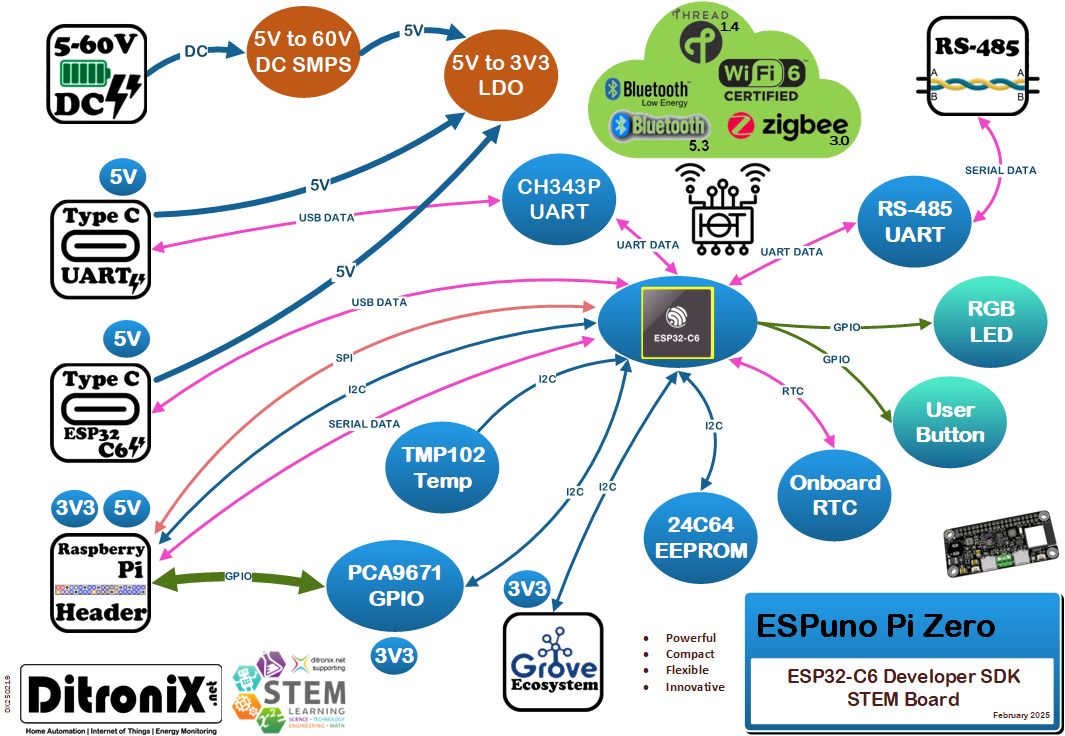 5-60V
DC
DC
5V to 60V
DC SMPS
5V
5V to 3V3
LDO
THREAD
1.4
Bluetooth
Low Energy
WiFi 6
CERTIFIED
Bluetooth
5.3
zigbee
3.0
RS-485
A
A
B
B
SERIAL DATA
5V
Type C
UART
5V
USB DATA
CH343P
UART
UART DATA
IOT
RS-485
UART
UART DATA
5V
Type C
ESP32
C6
5V
USB DATA
ESP32-C6
SPI
I2C
SERIAL DATA
I2C
TMP102
Temp
GPIO
RGB
LED
GPIO
User
Button
RTC
Onboard
RTC
I2C
24C64
EEPROM
I2C
I2C
3V3
5V
Raspberry
Pi
Header
GPIO
PCA9671
GPIO
3V3
3V3
Grove
Ecosystem
• Powerful
• Compact
• Flexible
• Innovative
ESPuno Pi Zero
ESP32-C6 Developer SDK
STEM Board
February 2025
DX250219
DitroniX.net
Home Automation | Internet of Things | Energy Monitoring
ditronix.net
supporting
STEM
LEARNING
SCIENCE • TECHNOLOGY
ENGINEERING • MATH